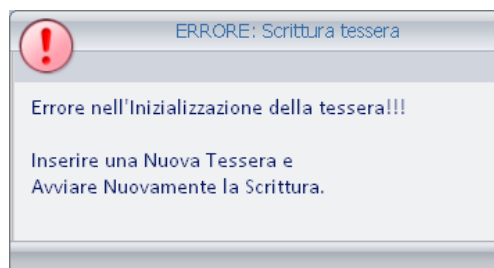 ERRORE: Scrittura tessera
Errore nell'Inizializzazione della tessera!!!
Inserire una Nuova Tessera e
Avviare Nuovamente la Scrittura.